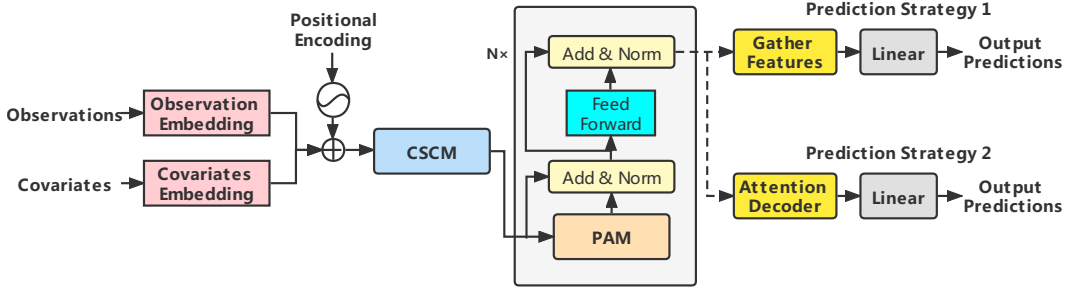 Positional
Encoding
Observations
Observation
Embedding
Covariates
Covariates
Embedding
CSCM
N×
Add & Norm
Feed
Forward
Add & Norm
PAM
Prediction Strategy 1
Gather
Features
Linear
Output
Predictions
Prediction Strategy 2
Attention
Decoder
Linear
Output
Predictions